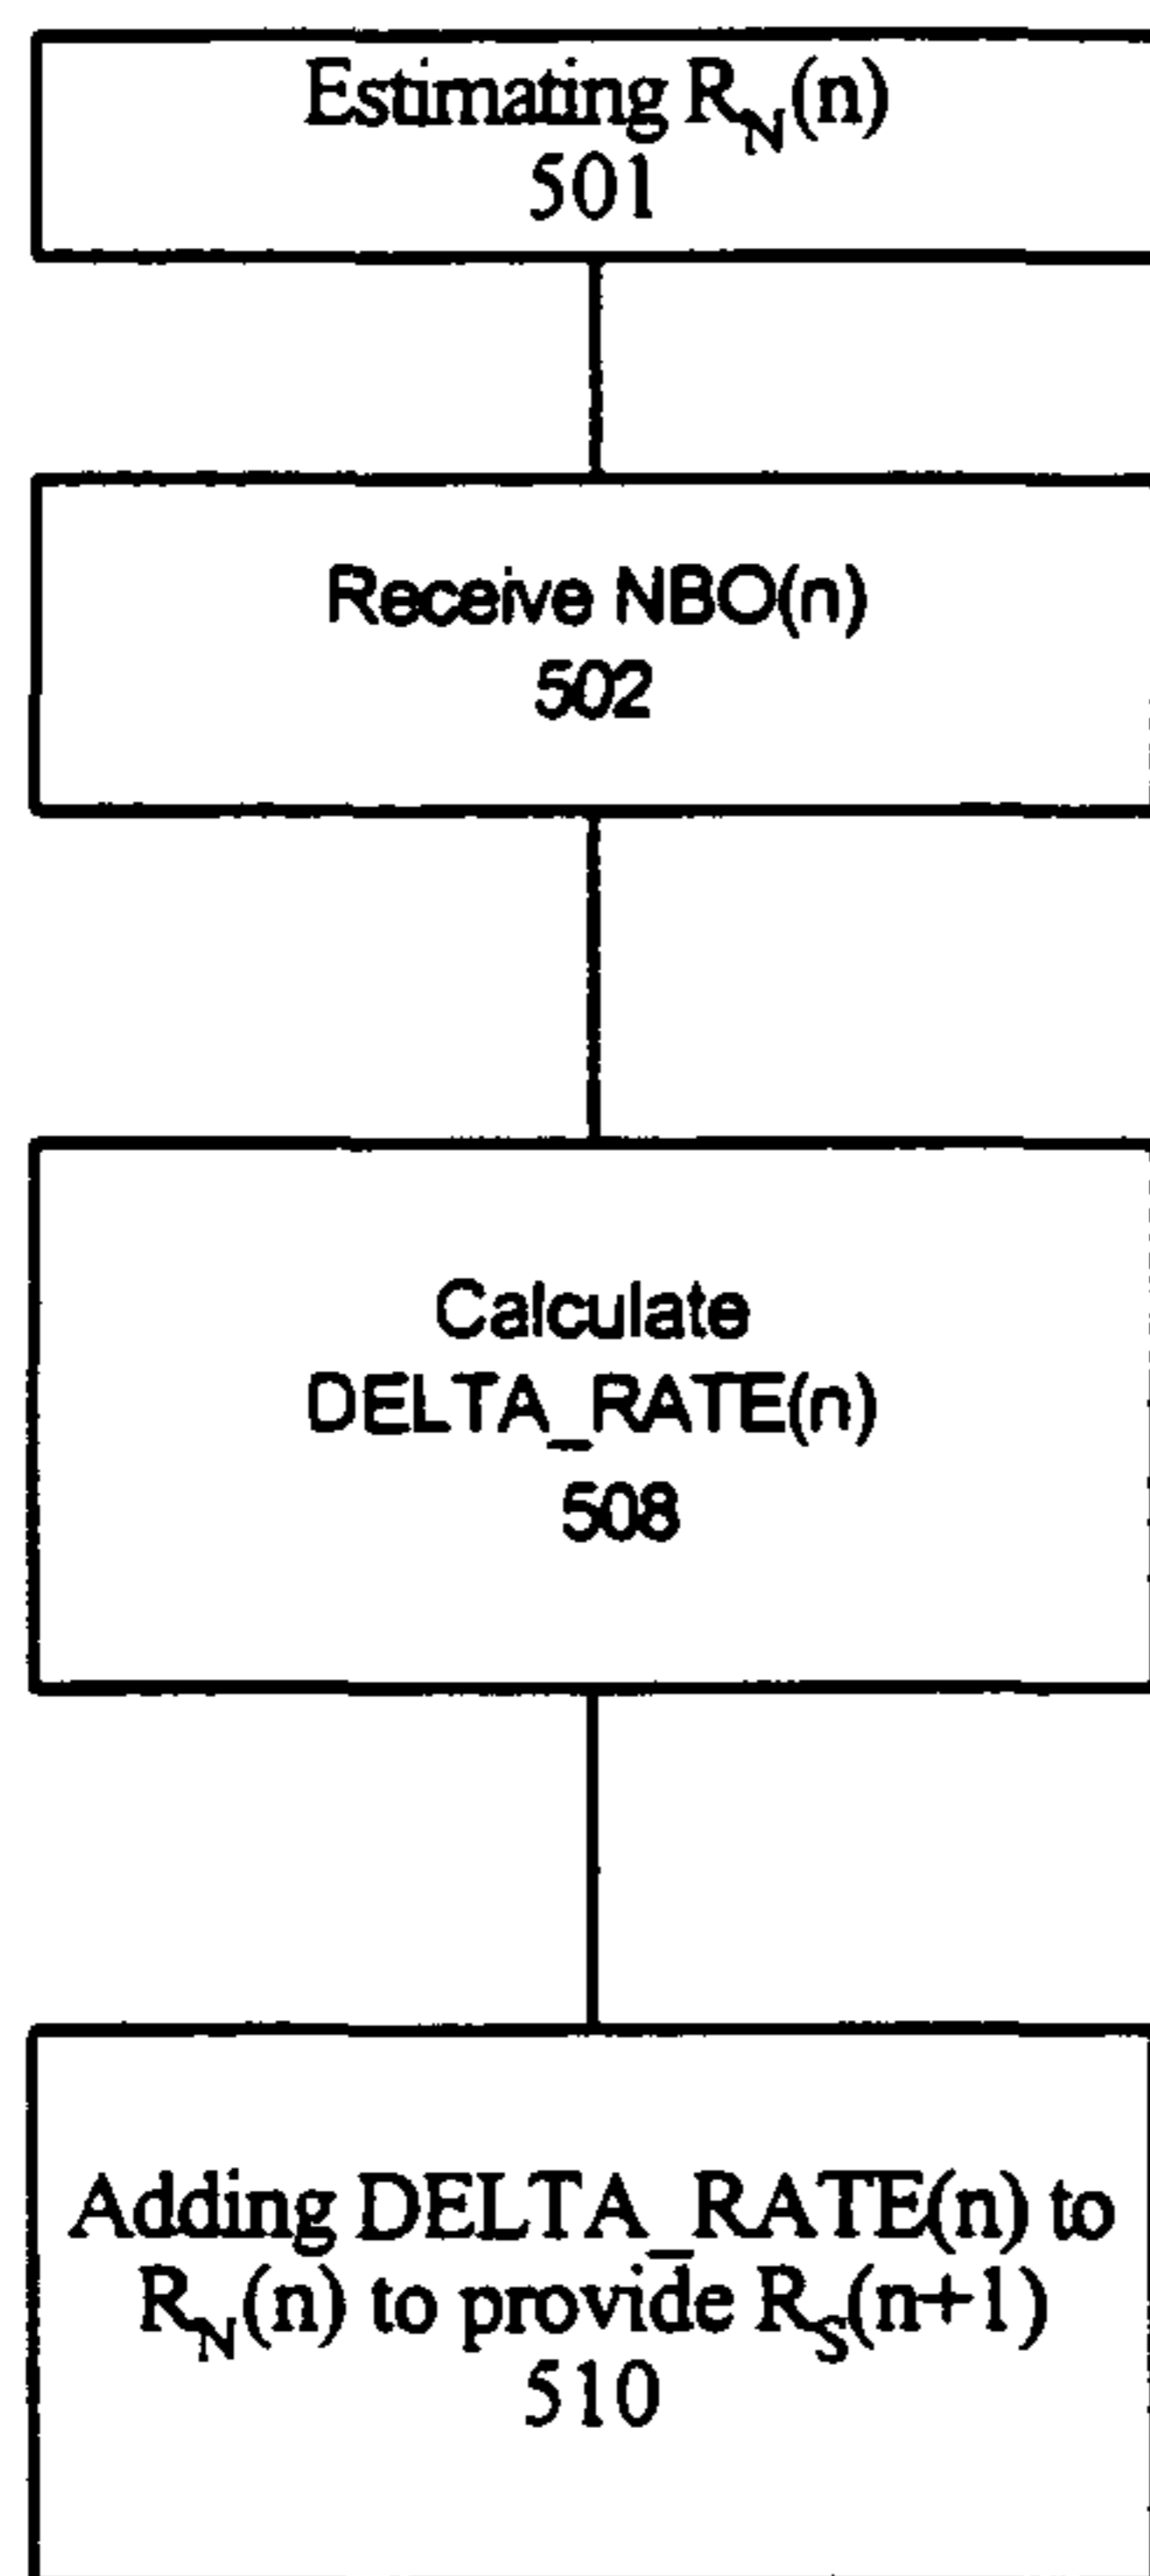 Estimating R_N(n)
501
Receive NBO(n)
502
Calculate
DELTA_RATE(n)
508
Adding DELTA_RATE(n) to
R_N(n) to provide R_S(n+1)
510